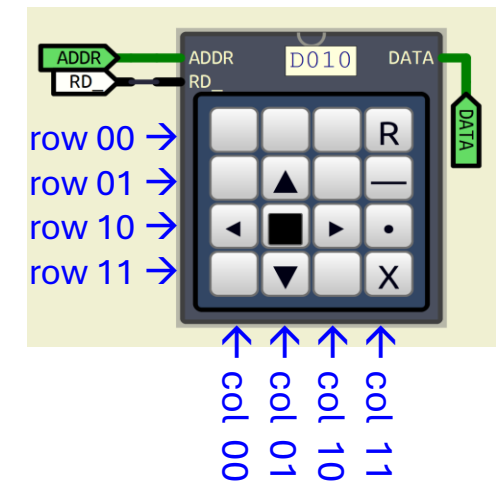 ADDR
RD_
ADDR
RD_
D010
DATA
DATA
row 00 →
row 01 →
row 10 →
row 11 →
R
—
◄ ■ ► •
▲
▼
X
→ col 00
→ col 01
→ col 10
→ col 11